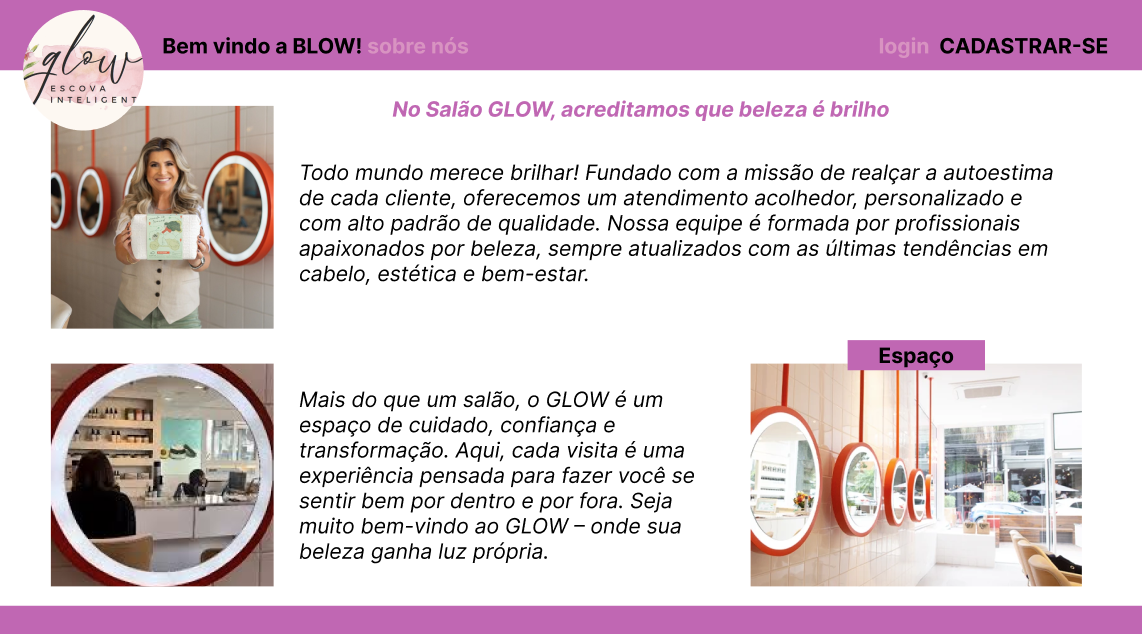 glow
ESCOVA
INTELIGENT
Bem vindo a BLOW! sobre nós
login CADASTRAR-SE
No Salão GLOW, acreditamos que beleza é brilho
Todo mundo merece brilhar! Fundado com a missão de realçar a autoestima
de cada cliente, oferecemos um atendimento acolhedor, personalizado e
com alto padrão de qualidade. Nossa equipe é formada por profissionais
apaixonados por beleza, sempre atualizados com as últimas tendências em
cabelo, estética e bem-estar.
Mais do que um salão, o GLOW é um
espaço de cuidado, confiança e
transformação. Aqui, cada visita é uma
experiência pensada para fazer você se
sentir bem por dentro e por fora. Seja
muito bem-vindo ao GLOW – onde sua
beleza ganha luz própria.
Espaço